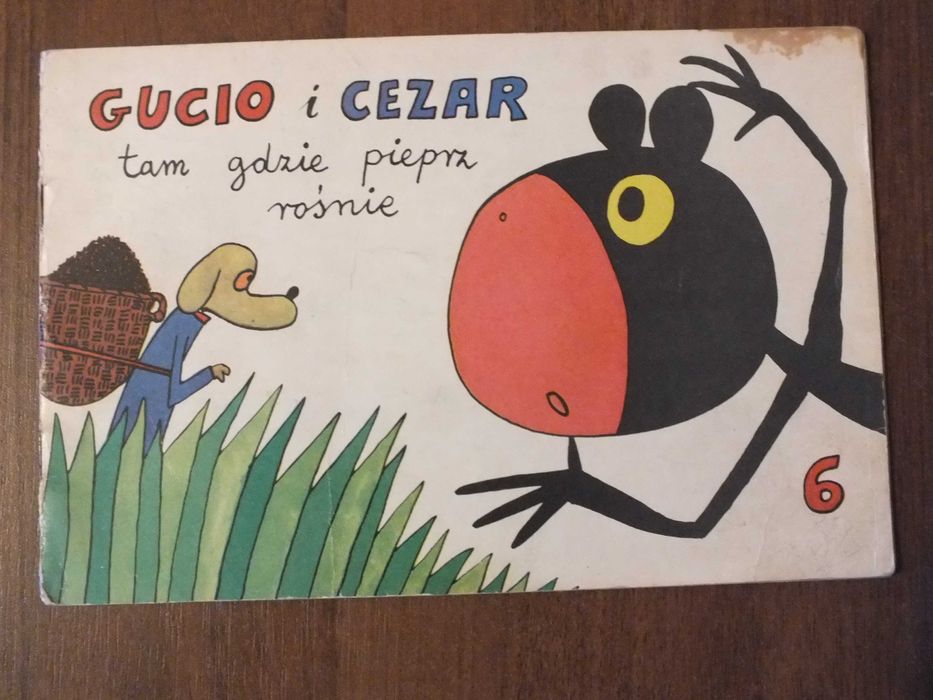 GUCIO i CEZAR
tam gdzie pieprz
rośnie
6